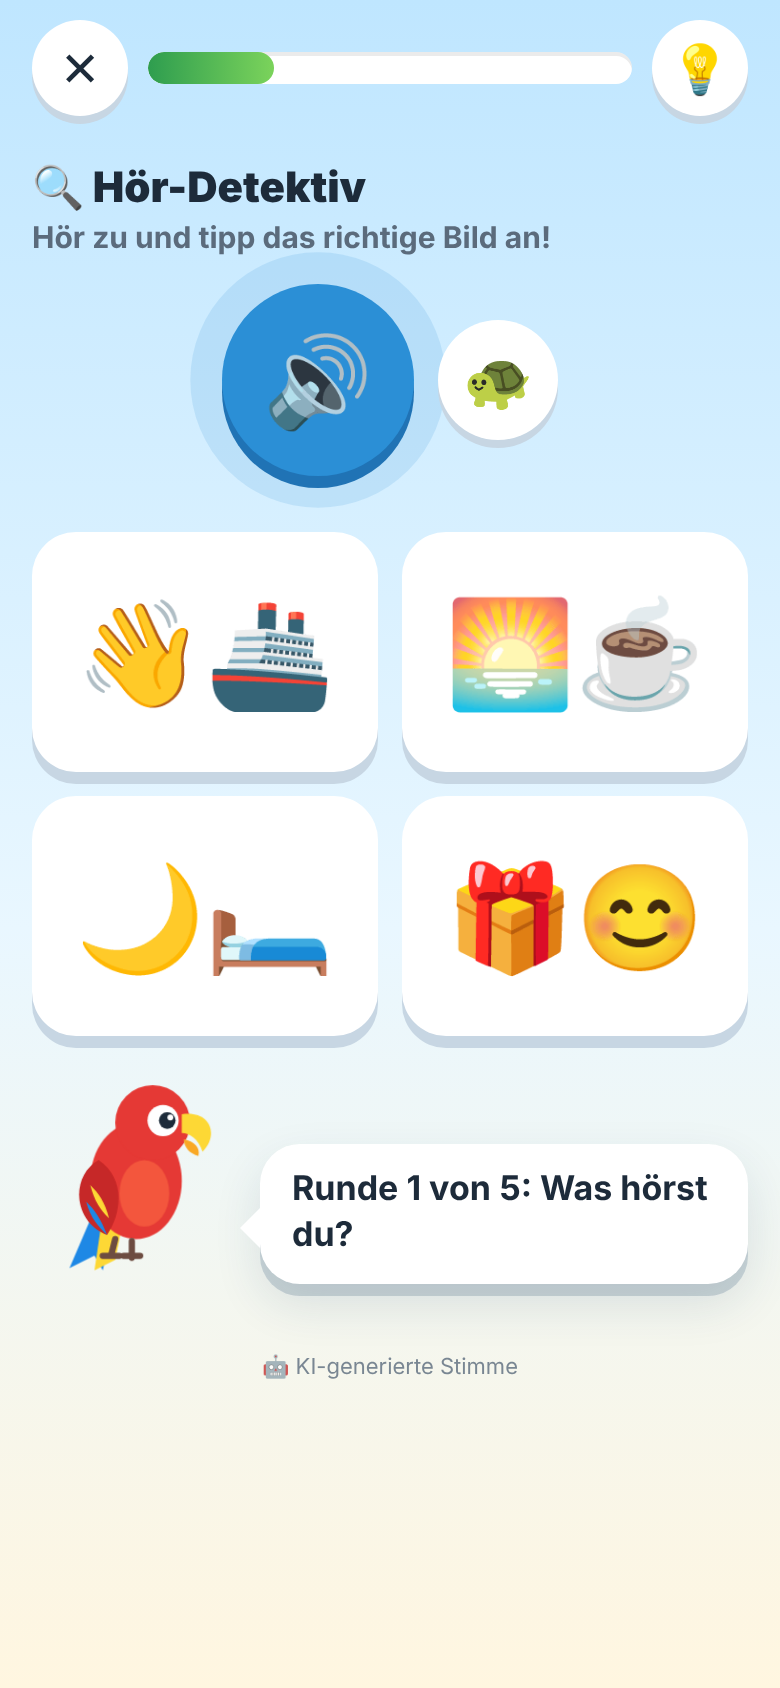 Hör-Detektiv
Hör zu und tipp das richtige Bild an!
Runde 1 von 5: Was hörst
du?
KI-generierte Stimme